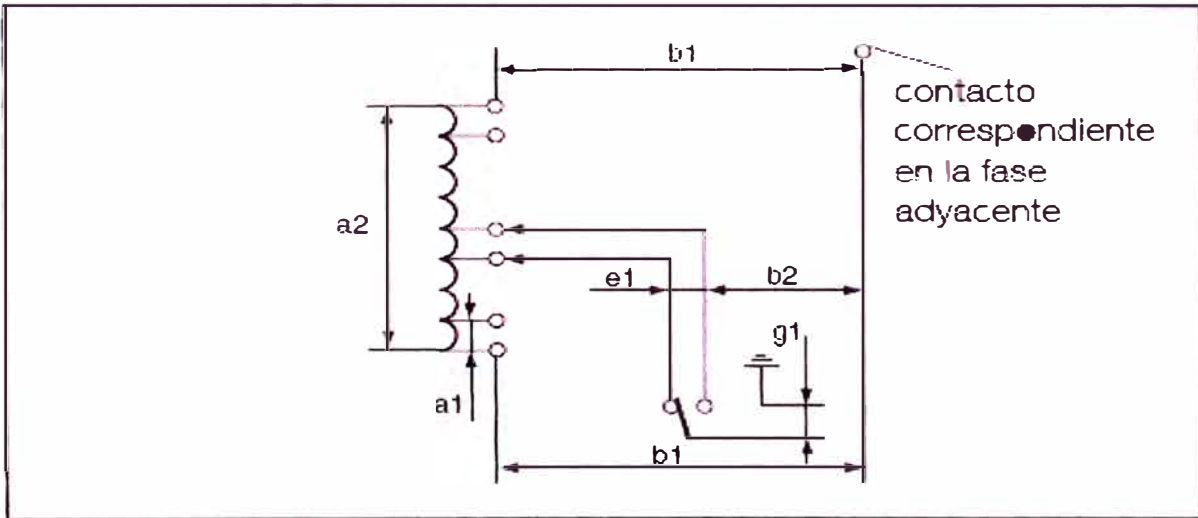 b1
contacto
correspondiente
en la fase
adyacente
a2
e1
b2
g1
a1
b1